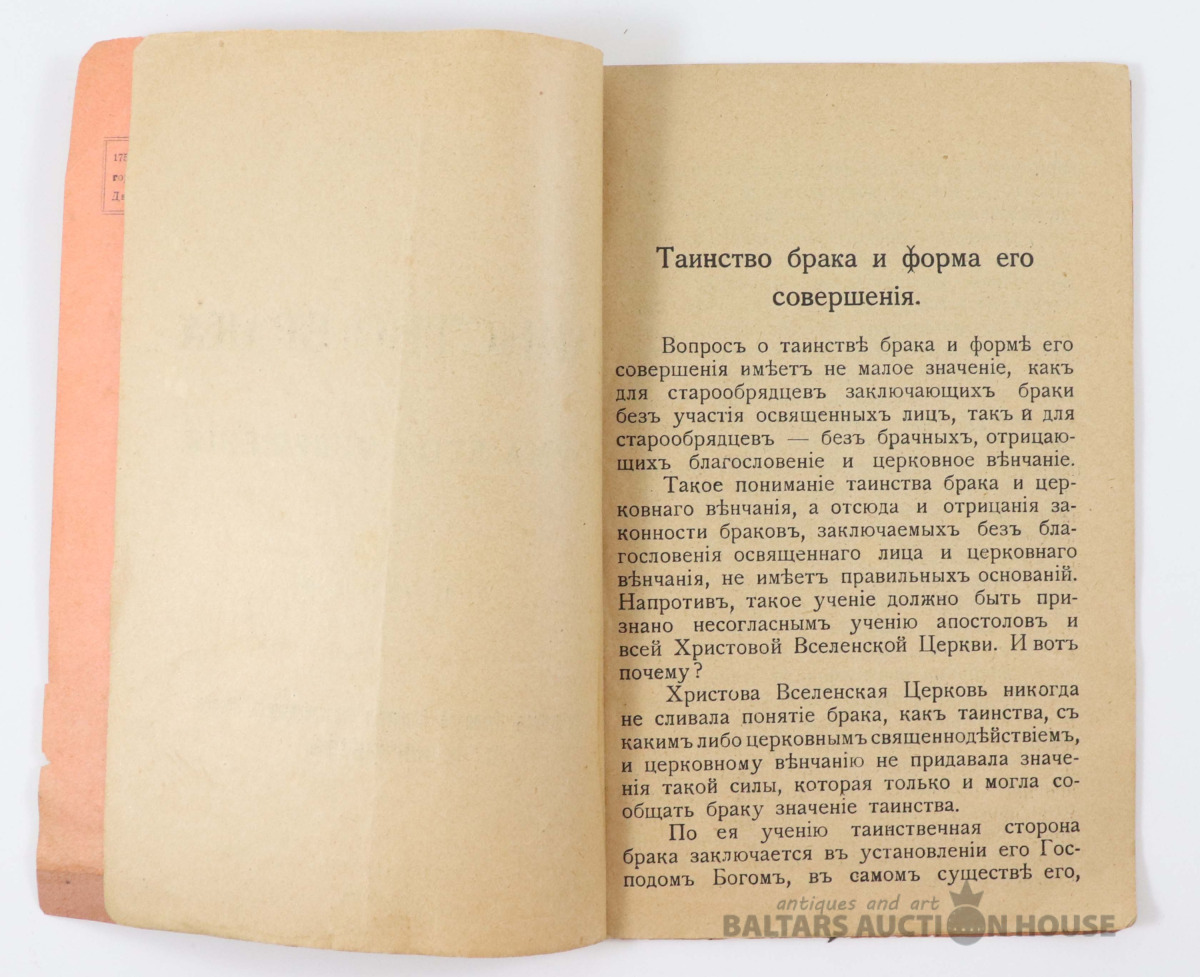 175
го
Дв
Таинство брака и форма его
совершенія.
Вопросъ о таинствѣ брака и формѣ его
совершенія имѣетъ не малое значеніе, какъ
для старообрядцев заключающихъ браки
безъ участія освященныхъ лицъ, такъ и для
старообрядцевъ — безъ брачныхъ, отрицаю-
щихъ благословеніе и церковное вѣнчаніе.
Такое пониманіе таинства брака и цер-
ковнаго вѣнчанія, а отсюда и отрицанія за-
конности браковъ, заключаемыхъ безъ бла-
гословенія освященнаго лица и церковнаго
вѣнчанія, не имѣетъ правильныхъ основаній.
Напротивъ, такое ученіе должно быть при-
знано несогласнымъ ученію апостоловъ и
всей Христовой Вселенской Церкви. И вотъ
почему?
Христова Вселенская Церковь никогда
не сливала понятіе брака, какъ таинства, съ
какимъ либо церковнымъ священнодѣйствіемъ,
и церковному вѣнчанію не придавала значе-
нія такой силы, которая только и могла со-
общать браку значеніе таинства.
По ея ученію таинствечная сторона
брака заключается въ установленіи его Гос-
подомъ Богомъ, въ самомъ существѣ его,
antiques and art
BALTARS AUCTION HOUSE